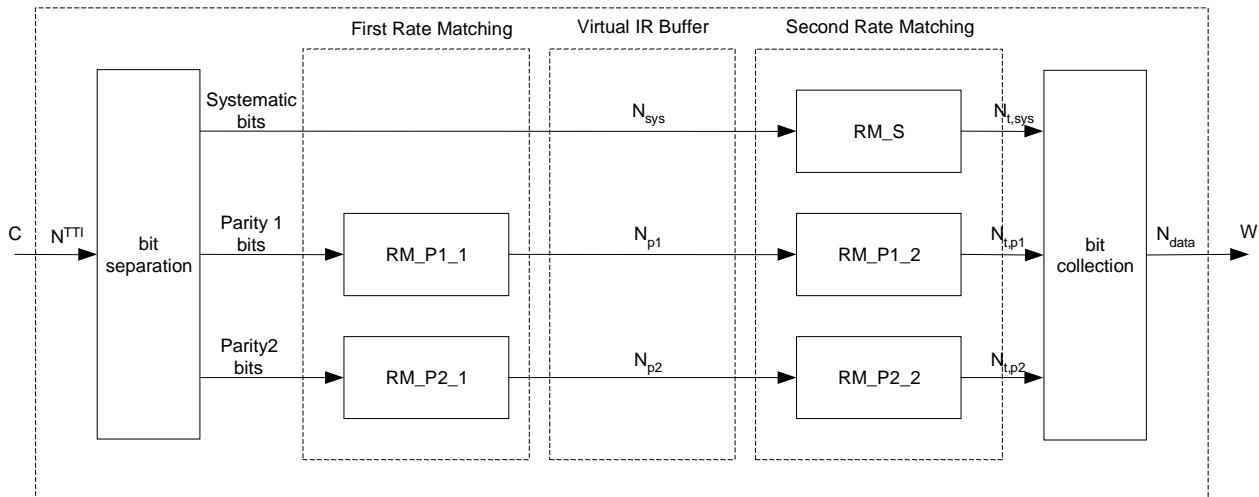 First Rate Matching
Virtual IR Buffer
Second Rate Matching
Systematic
bits
N_sys
RM_S
N_t,sys
C
N^TTI
bit
separation
Parity 1
bits
RM_P1_1
N_p1
RM_P1_2
N_t,p1
bit
collection
N_data
W
Parity2
bits
RM_P2_1
N_p2
RM_P2_2
N_t,p2